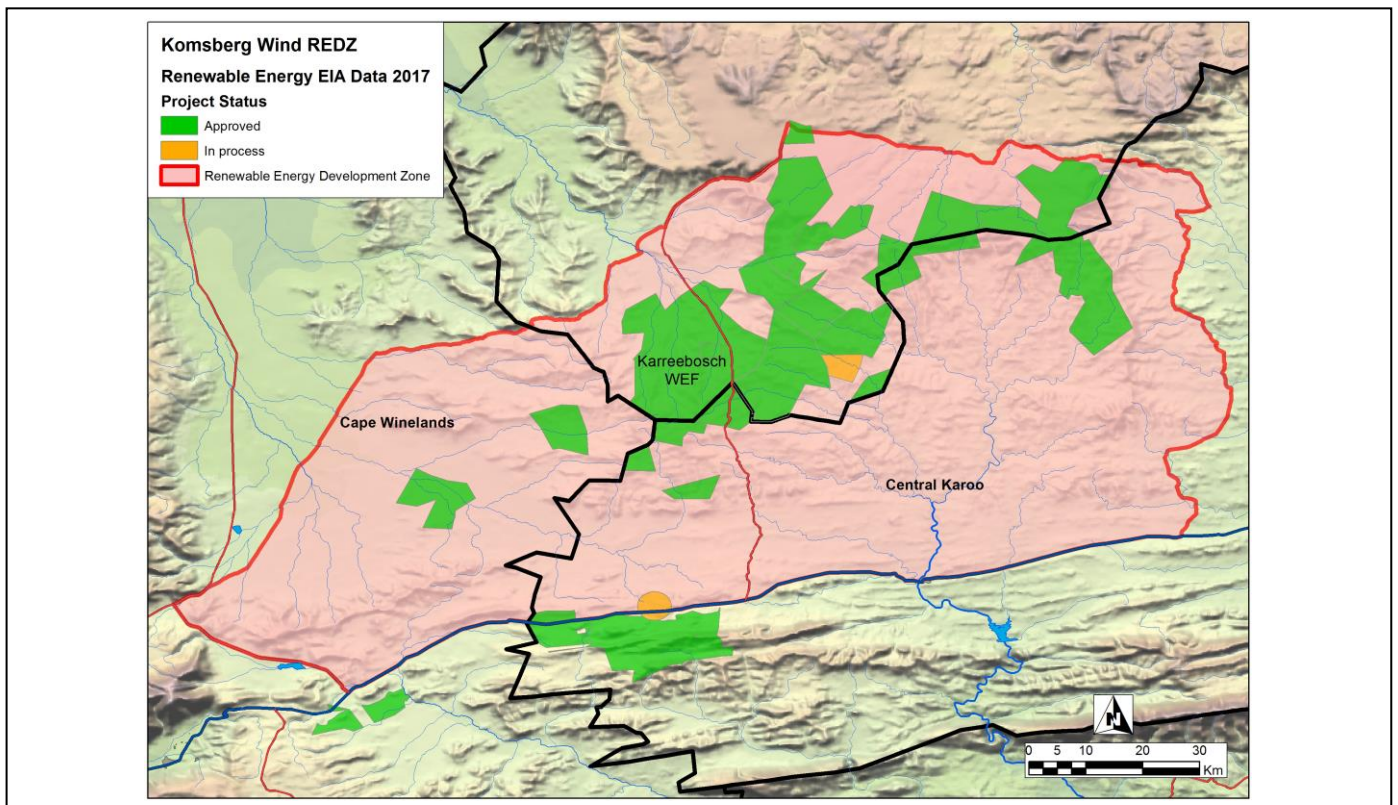 Komsberg Wind REDZ
Renewable Energy EIA Data 2017
Project Status
Approved
In process
Renewable Energy Development Zone
Karreebosch
WEF
Cape Winelands
Central Karoo
N
0 5 10 20 30
Km